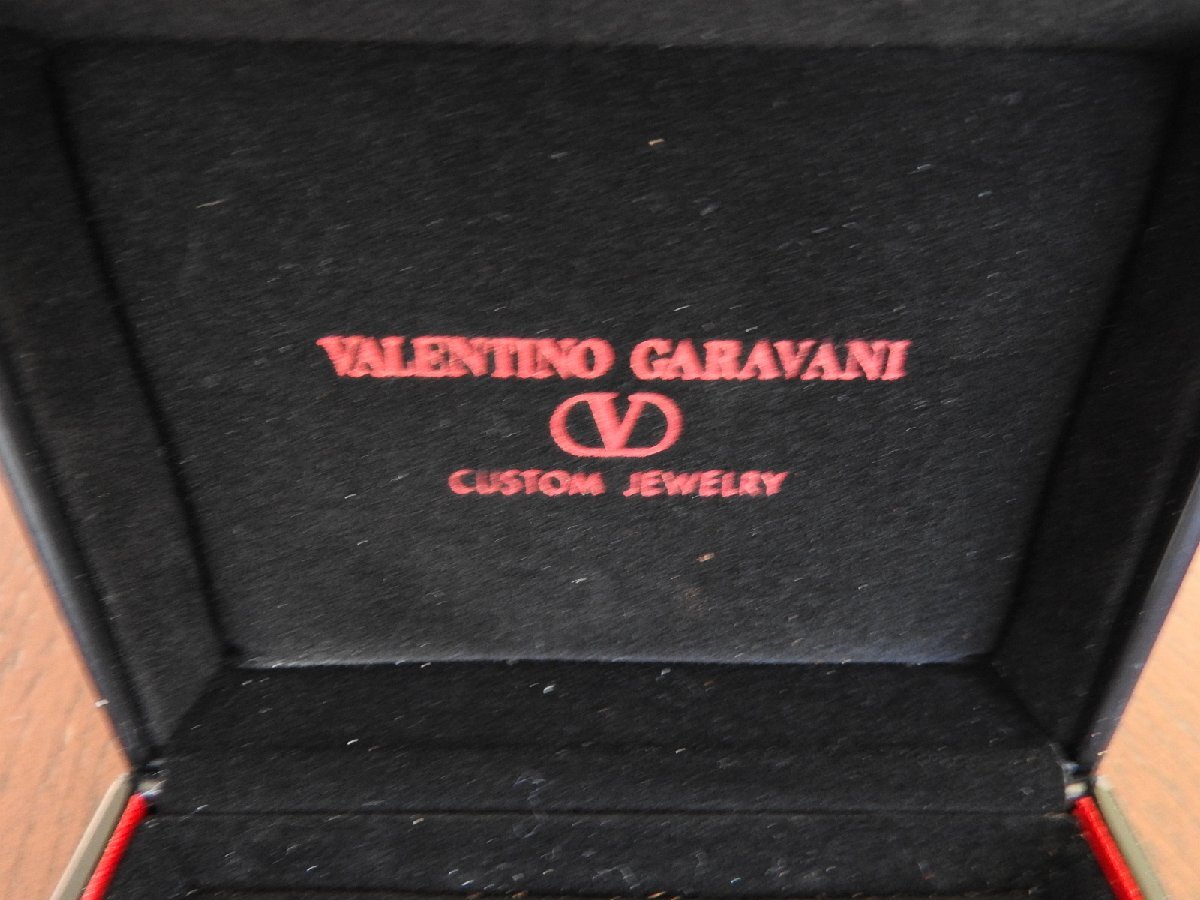 VALENTINO GARAVANI
V
CUSTOM JEWELRY